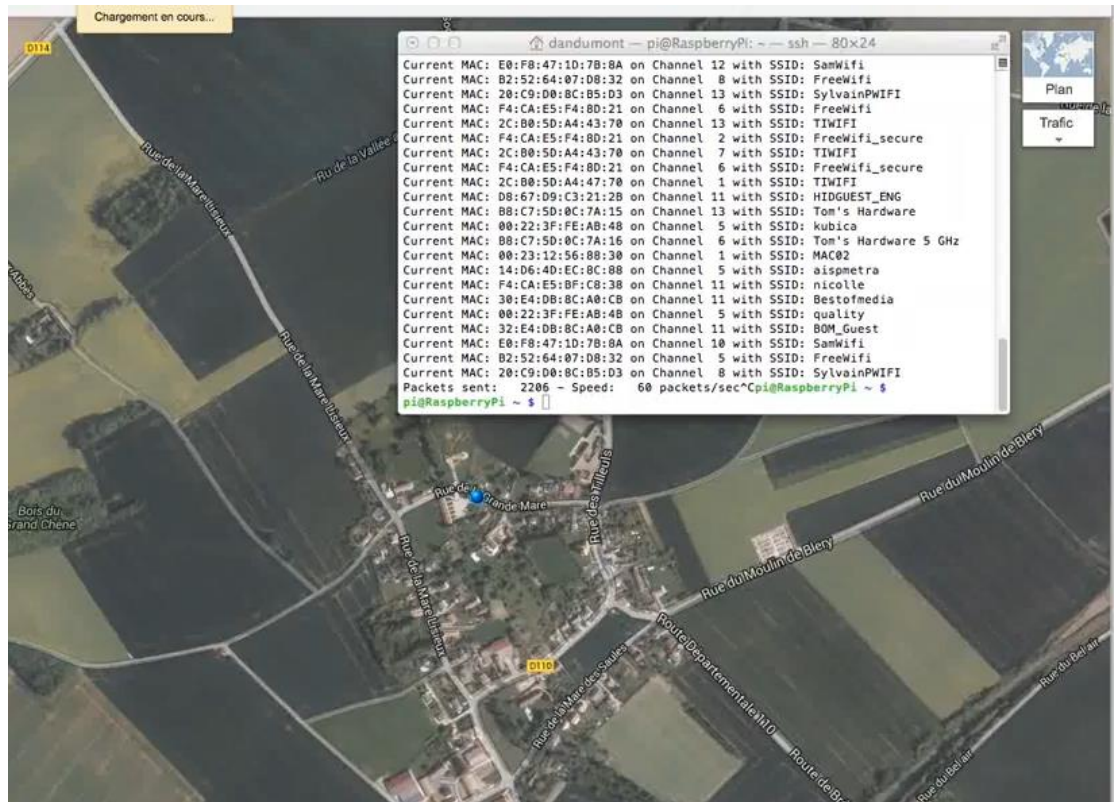 Chargement en cours...
D114
dandumont — pi@RaspberryPi: ~ — ssh — 80×24
Current MAC: E0:F8:47:1D:7B:8A on Channel 12 with SSID: SamWifi
Current MAC: B2:52:64:07:D8:32 on Channel  8 with SSID: FreeWifi
Current MAC: 20:C9:D0:8C:B5:D3 on Channel 13 with SSID: SylvainPWIFI
Current MAC: F4:CA:E5:F4:8D:21 on Channel  6 with SSID: FreeWifi
Current MAC: 2C:B0:5D:A4:43:70 on Channel 13 with SSID: TIWIFI
Current MAC: F4:CA:E5:F4:8D:21 on Channel  2 with SSID: FreeWifi_secure
Current MAC: 2C:B0:5D:A4:43:70 on Channel  7 with SSID: TIWIFI
Current MAC: F4:CA:E5:F4:8D:21 on Channel  6 with SSID: FreeWifi_secure
Current MAC: 2C:B0:5D:A4:47:70 on Channel  1 with SSID: TIWIFI
Current MAC: D8:67:D9:C3:21:2B on Channel 11 with SSID: HIDGUEST_ENG
Current MAC: B8:C7:5D:0C:7A:15 on Channel 13 with SSID: Tom's Hardware
Current MAC: 00:22:3F:FE:AB:48 on Channel  5 with SSID: kubica
Current MAC: B8:C7:5D:0C:7A:16 on Channel  6 with SSID: Tom's Hardware 5 GHz
Current MAC: 00:23:12:56:88:30 on Channel  1 with SSID: MAC02
Current MAC: 14:D6:4D:EC:8C:88 on Channel  5 with SSID: aispmetra
Current MAC: F4:CA:E5:BF:C8:38 on Channel 11 with SSID: nicolle
Current MAC: 30:E4:DB:8C:A0:CB on Channel 11 with SSID: Bestofmedia
Current MAC: 00:22:3F:FE:AB:4B on Channel  5 with SSID: quality
Current MAC: 32:E4:DB:8C:A0:CB on Channel 11 with SSID: BOM_Guest
Current MAC: E0:F8:47:1D:7B:8A on Channel 10 with SSID: SamWifi
Current MAC: B2:52:64:07:D8:32 on Channel  5 with SSID: FreeWifi
Current MAC: 20:C9:D0:8C:B5:D3 on Channel  8 with SSID: SylvainPWIFI
Packets sent:   2206 - Speed:   60 packets/sec^Cpi@RaspberryPi ~ $
pi@RaspberryPi ~ $
Plan
Trafic
Rue de la Mare Lisieux
Ru de la Vallée
Abbés
Rue de la Mare Lisieux
Rue de la Grande Mare
Rue des Tilleuls
Rue du Moulin de Blery
Bois du
Grand Chêne
Rue de la Mare Lisieux
Rue du Moulin de Blery
D110
Rue de la Mare des Saules
Route Départementale 110
Rue du Bel air
Route de
Rue du Bel air